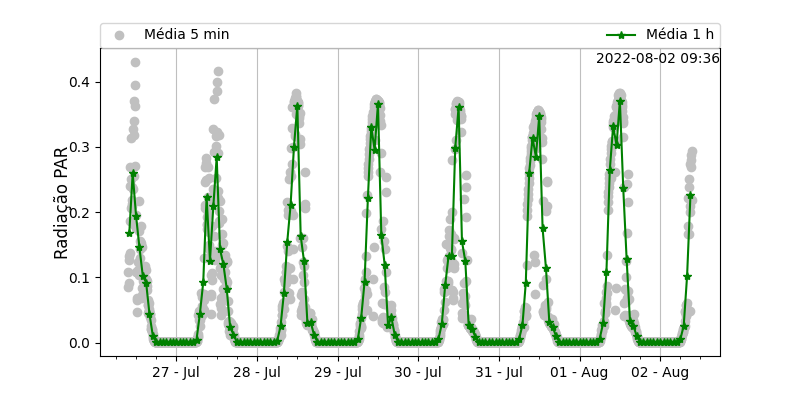 Média 5 min
Média 1 h
2022-08-02 09:36
Radiação PAR
0.4
0.3
0.2
0.1
0.0
27 - Jul
28 - Jul
29 - Jul
30 - Jul
31 - Jul
01 - Aug
02 - Aug